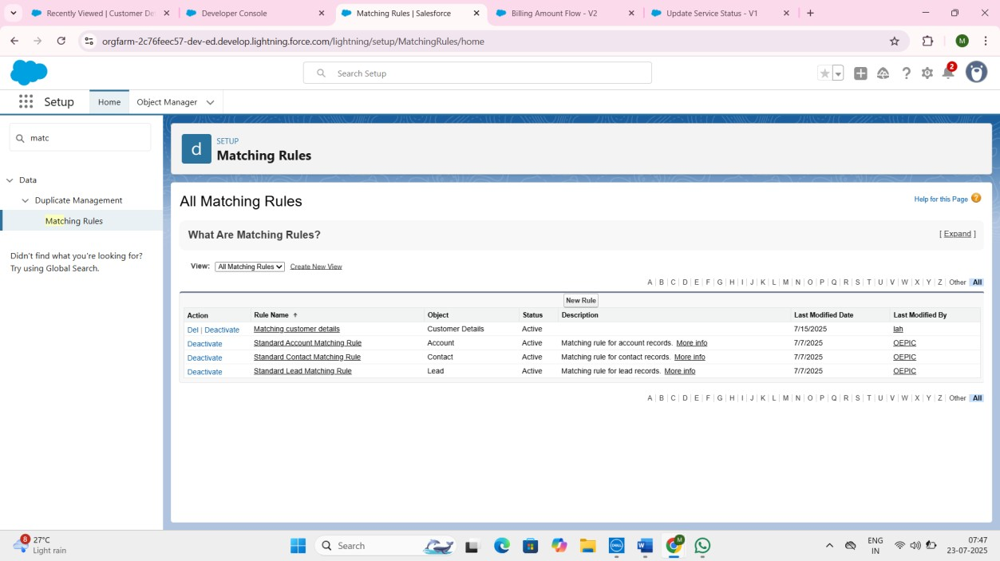 Recently Viewed | Customer De
Developer Console
Matching Rules | Salesforce
Billing Amount Flow - V2
Update Service Status - V1
orgfarm-2c76feec57-dev-ed.develop.lightning.force.com/lightning/setup/MatchingRules/home
M
Search Setup
2
Setup
Home
Object Manager
matc
Data
Duplicate Management
Matching Rules
Didn't find what you're looking for?
Try using Global Search.
d
SETUP
Matching Rules
All Matching Rules
Help for this Page ?
What Are Matching Rules?
[ Expand ]
View: All Matching Rules Create New View
A | B | C | D | E | F | G | H | I | J | K | L | M | N | O | P | Q | R | S | T | U | V | W | X | Y | Z | Other All
New Rule
Action Rule Name ↑ Object Status Description Last Modified Date Last Modified By
Del | Deactivate Matching customer details Customer Details Active 7/15/2025 lah
Deactivate Standard Account Matching Rule Account Active Matching rule for account records. More info 7/7/2025 OEPIC
Deactivate Standard Contact Matching Rule Contact Active Matching rule for contact records. More info 7/7/2025 OEPIC
Deactivate Standard Lead Matching Rule Lead Active Matching rule for lead records. More info 7/7/2025 OEPIC
A | B | C | D | E | F | G | H | I | J | K | L | M | N | O | P | Q | R | S | T | U | V | W | X | Y | Z | Other All
8
27°C
Light rain
Search
DELL
W
M
ENG
IN
07:47
23-07-2025